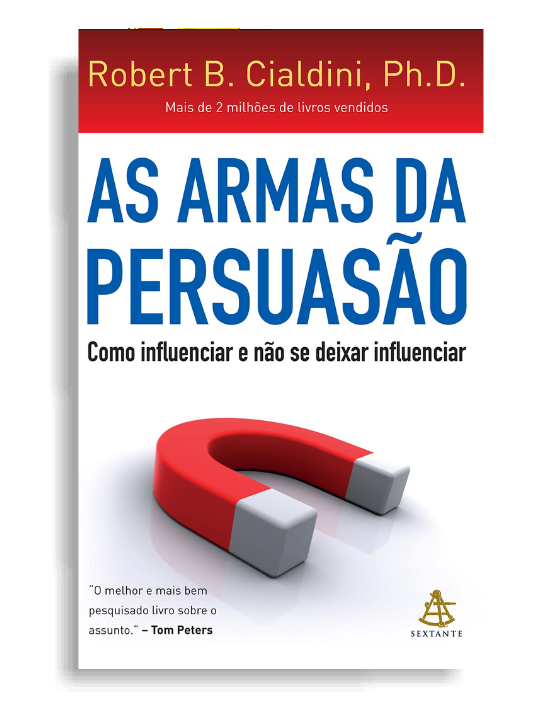 Robert B. Cialdini, Ph.D.
Mais de 2 milhões de livros vendidos
AS ARMAS DA
PERSUASÃO
Como influenciar e não se deixar influenciar
"O melhor e mais bem
pesquisado livro sobre o
assunto." – Tom Peters
SEXTANTE